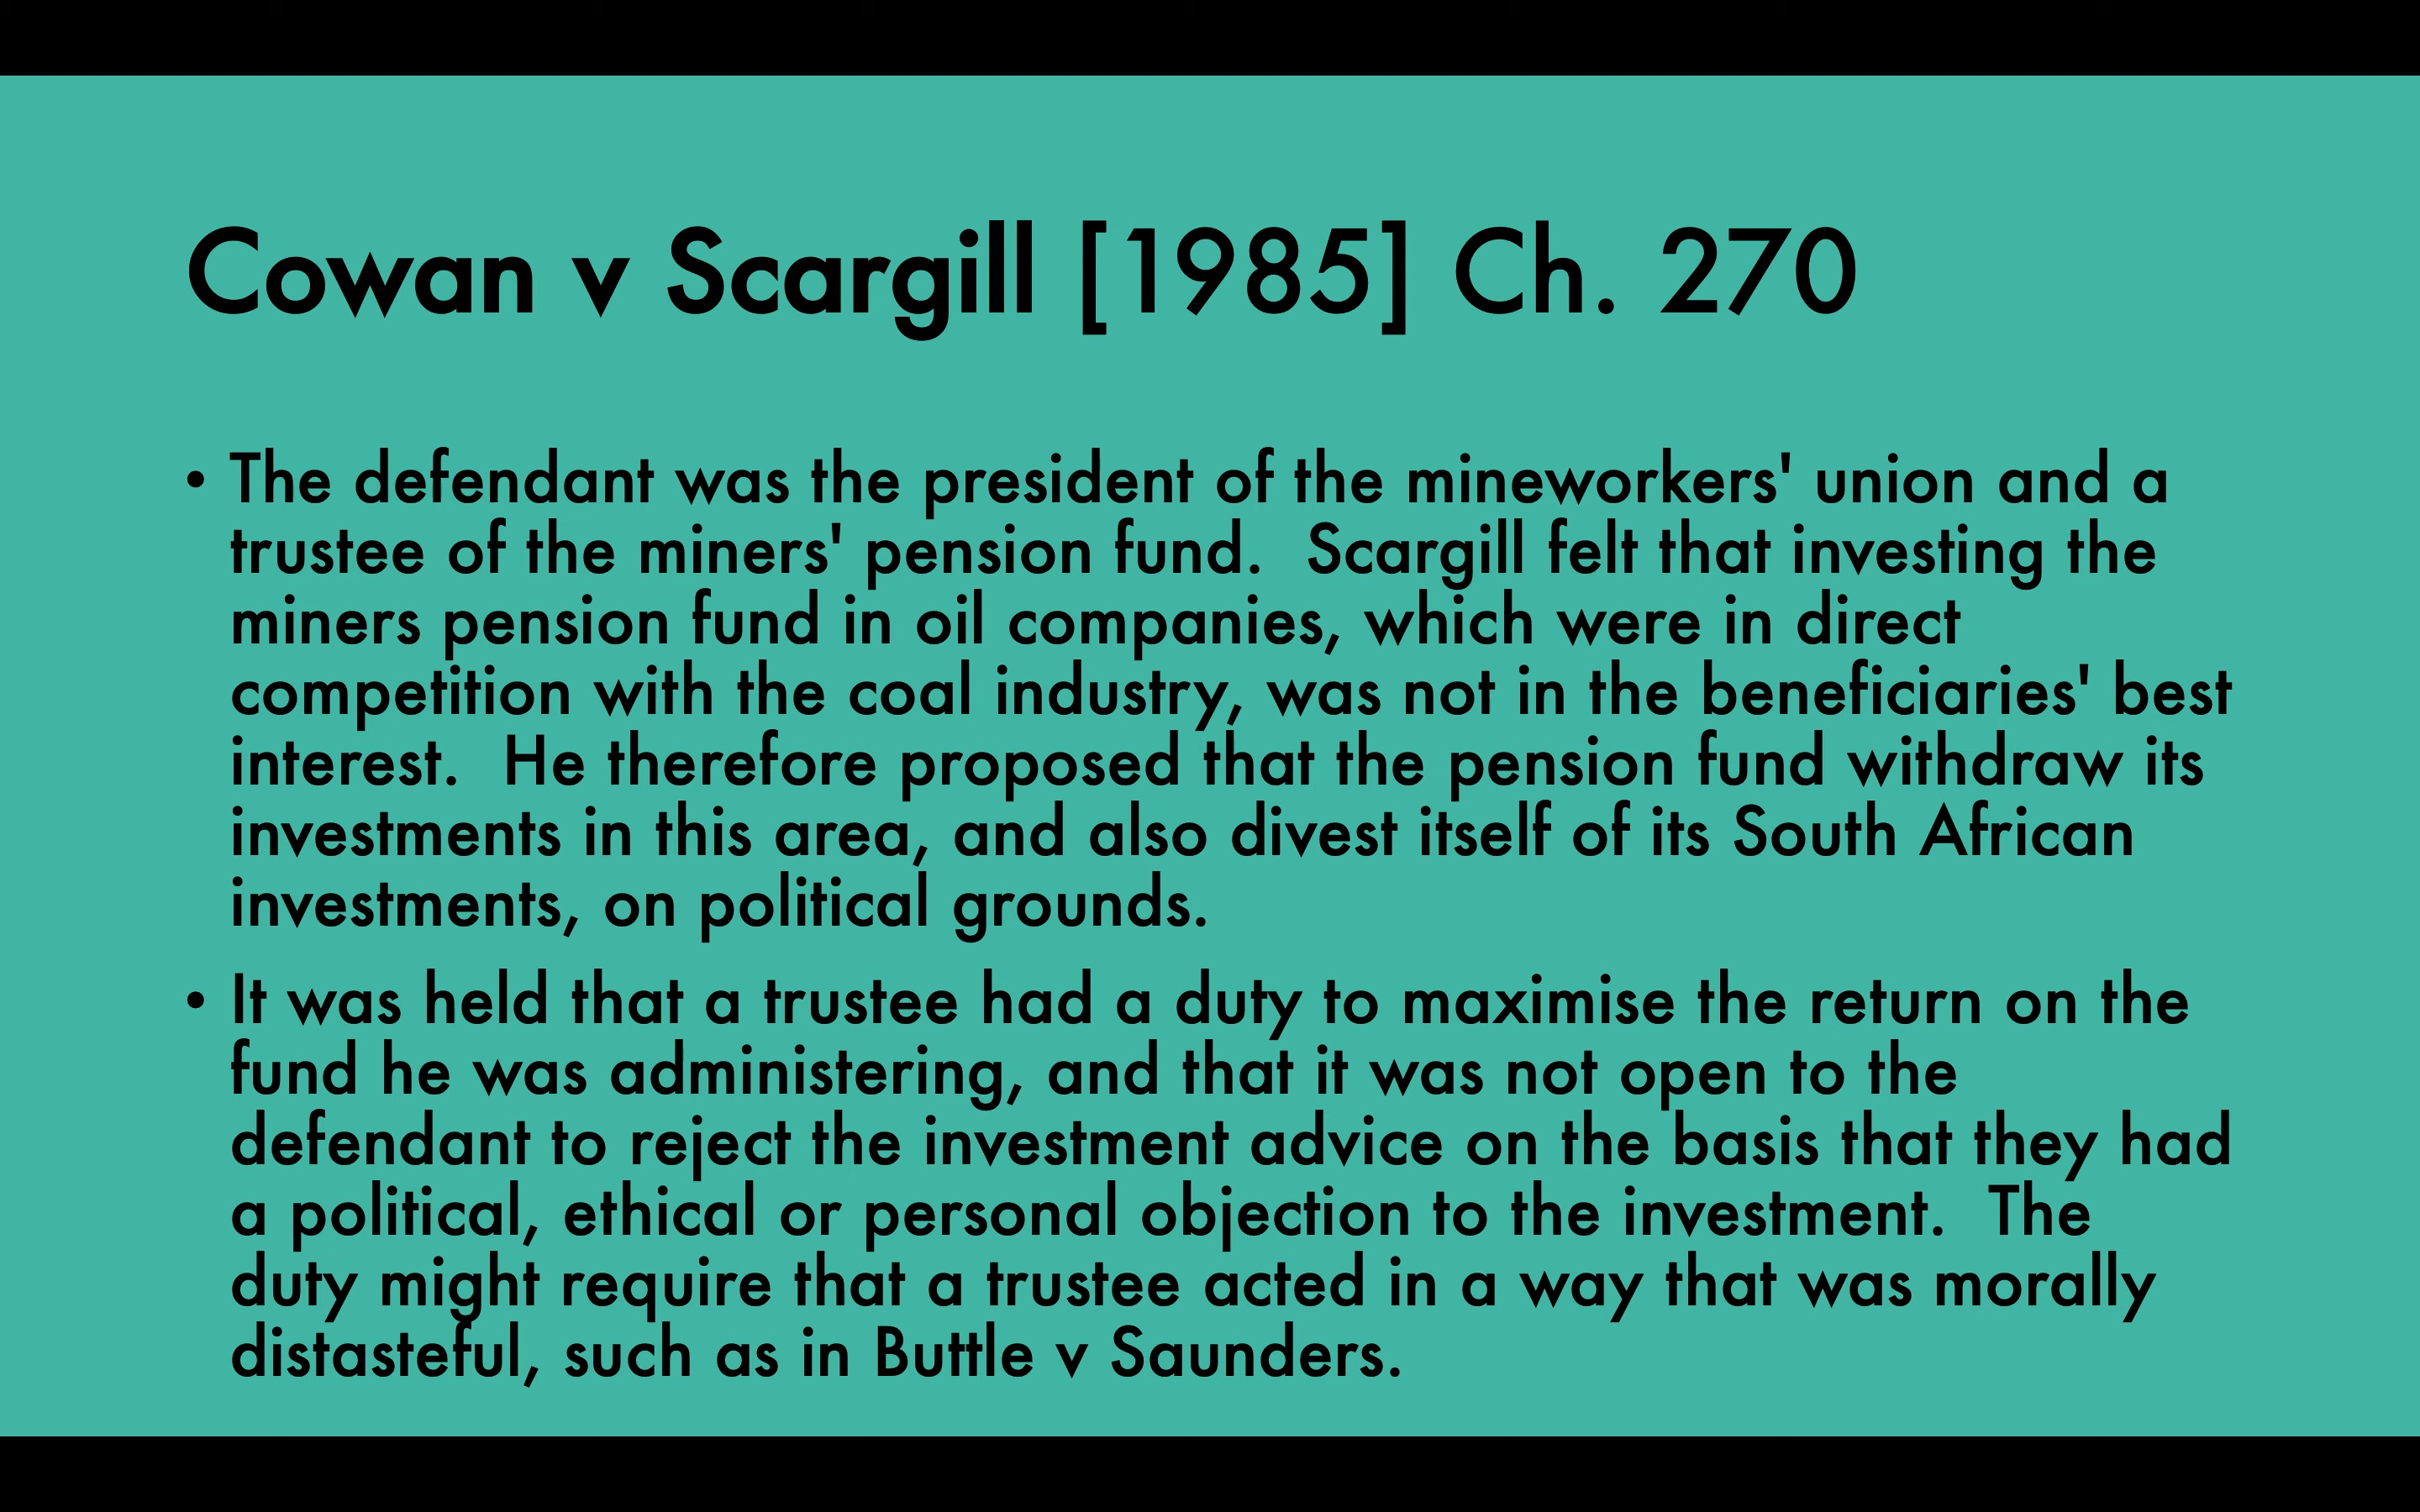 Cowan v Scargill [1985] Ch. 270
• The defendant was the president of the mineworkers' union and a
trustee of the miners' pension fund.  Scargill felt that investing the
miners pension fund in oil companies, which were in direct
competition with the coal industry, was not in the beneficiaries' best
interest.  He therefore proposed that the pension fund withdraw its
investments in this area, and also divest itself of its South African
investments, on political grounds.
• It was held that a trustee had a duty to maximise the return on the
fund he was administering, and that it was not open to the
defendant to reject the investment advice on the basis that they had
a political, ethical or personal objection to the investment.  The
duty might require that a trustee acted in a way that was morally
distasteful, such as in Buttle v Saunders.